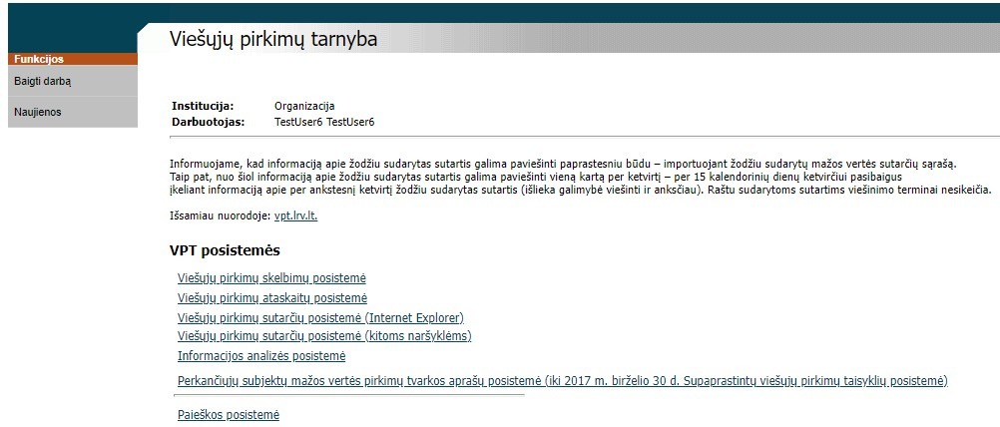 Viešųjų pirkimų tarnyba
Funkcijos
Baigti darbą
Naujienos
Institucija: Organizacija
Darbuotojas: TestUser6 TestUser6
Informuojame, kad informaciją apie žodžiu sudarytas sutartis galima paviešinti paprastesniu būdu – importuojant žodžiu sudarytų mažos vertės sutarčių sąrašą.
Taip pat, nuo šiol informaciją apie žodžiu sudarytas sutartis galima paviešinti vieną kartą per ketvirtį – per 15 kalendorinių dienų ketvirčiui pasibaigus
įkeliant informaciją apie per ankstesnį ketvirtį žodžiu sudarytas sutartis (išlieka galimybė viešinti ir anksčiau). Raštu sudarytoms sutartims viešinimo terminai nesikeičia.
Išsamiau nuorodoje: vpt.lrv.lt.
VPT posistemės
Viešųjų pirkimų skelbimų posistemė
Viešųjų pirkimų ataskaitų posistemė
Viešųjų pirkimų sutarčių posistemė (Internet Explorer)
Viešųjų pirkimų sutarčių posistemė (kitoms naršyklėms)
Informacijos analizės posistemė
Perkančiųjų subjektų mažos vertės pirkimų tvarkos aprašų posistemė (iki 2017 m. birželio 30 d. Supaprastintų viešųjų pirkimų taisyklių posistemė)
Paieškos posistemė